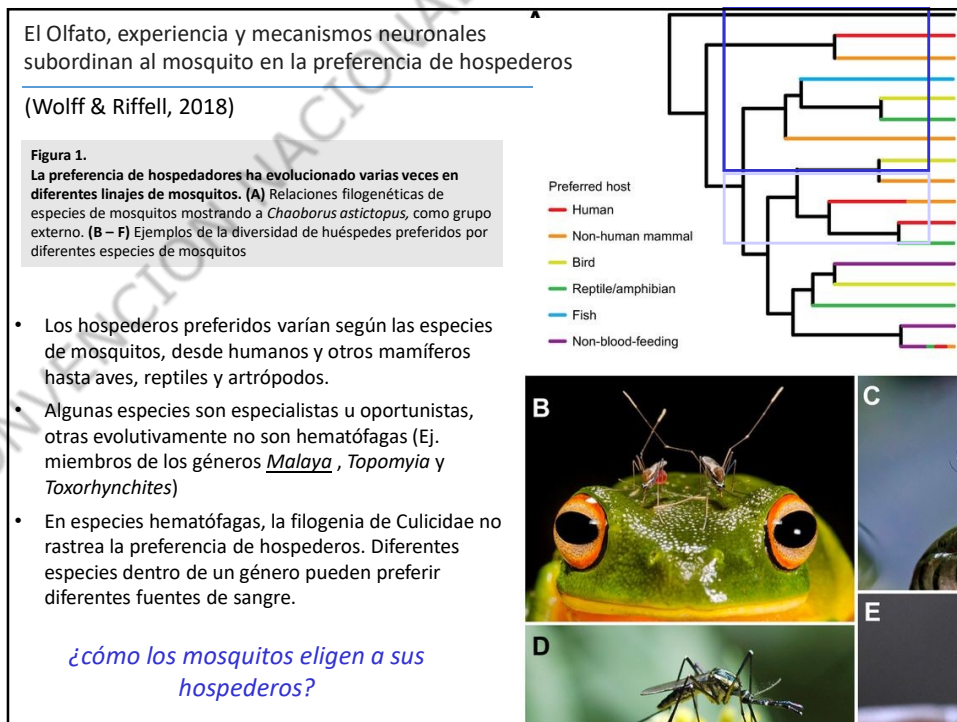 El Olfato, experiencia y mecanismos neuronales
subordinan al mosquito en la preferencia de hospederos
(Wolff & Riffell, 2018)
Figura 1.
La preferencia de hospedadores ha evolucionado varias veces en
diferentes linajes de mosquitos. (A) Relaciones filogenéticas de
especies de mosquitos mostrando a Chaoborus astictopus, como grupo
externo. (B – F) Ejemplos de la diversidad de huéspedes preferidos por
diferentes especies de mosquitos
• Los hospederos preferidos varían según las especies
de mosquitos, desde humanos y otros mamíferos
hasta aves, reptiles y artrópodos.
• Algunas especies son especialistas u oportunistas,
otras evolutivamente no son hematófagas (Ej.
miembros de los géneros Malaya , Topomyia y
Toxorhynchites)
• En especies hematófagas, la filogenia de Culicidae no
rastrea la preferencia de hospederos. Diferentes
especies dentro de un género pueden preferir
diferentes fuentes de sangre.
¿cómo los mosquitos eligen a sus
hospederos?
Preferred host
Human
Non-human mammal
Bird
Reptile/amphibian
Fish
Non-blood-feeding
B
C
D
E
CONVENCION NACIONAL